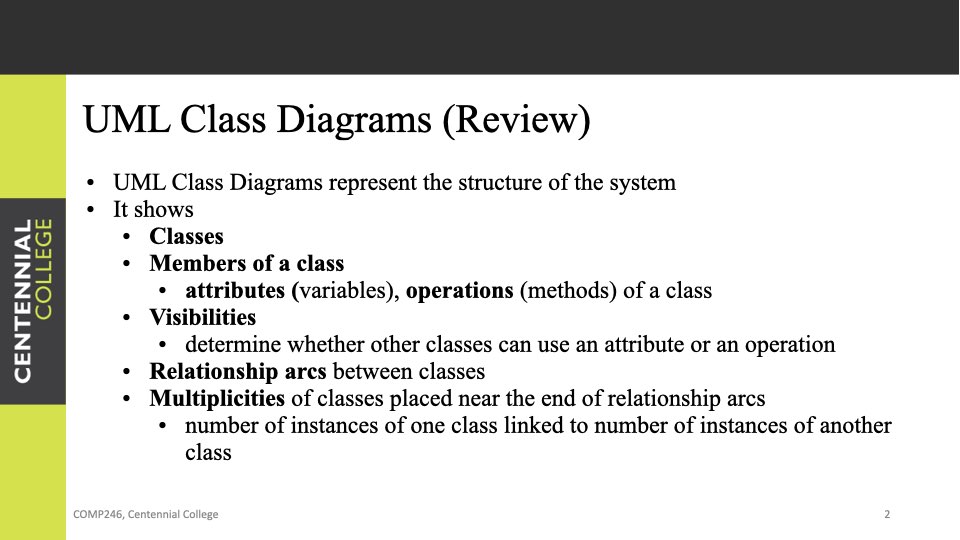 UML Class Diagrams (Review)
• UML Class Diagrams represent the structure of the system
• It shows
• Classes
• Members of a class
• attributes (variables), operations (methods) of a class
• Visibilities
• determine whether other classes can use an attribute or an operation
• Relationship arcs between classes
• Multiplicities of classes placed near the end of relationship arcs
• number of instances of one class linked to number of instances of another
class
CENTENNIAL
COLLEGE
COMP246, Centennial College
2